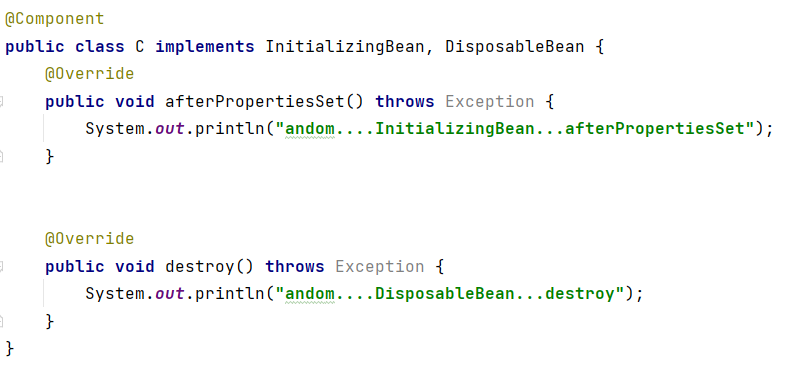 @Component
public class C implements InitializingBean, DisposableBean {
    @Override
    public void afterPropertiesSet() throws Exception {
        System.out.println("andom....InitializingBean...afterPropertiesSet");
    }
    @Override
    public void destroy() throws Exception {
        System.out.println("andom....DisposableBean...destroy");
    }
}